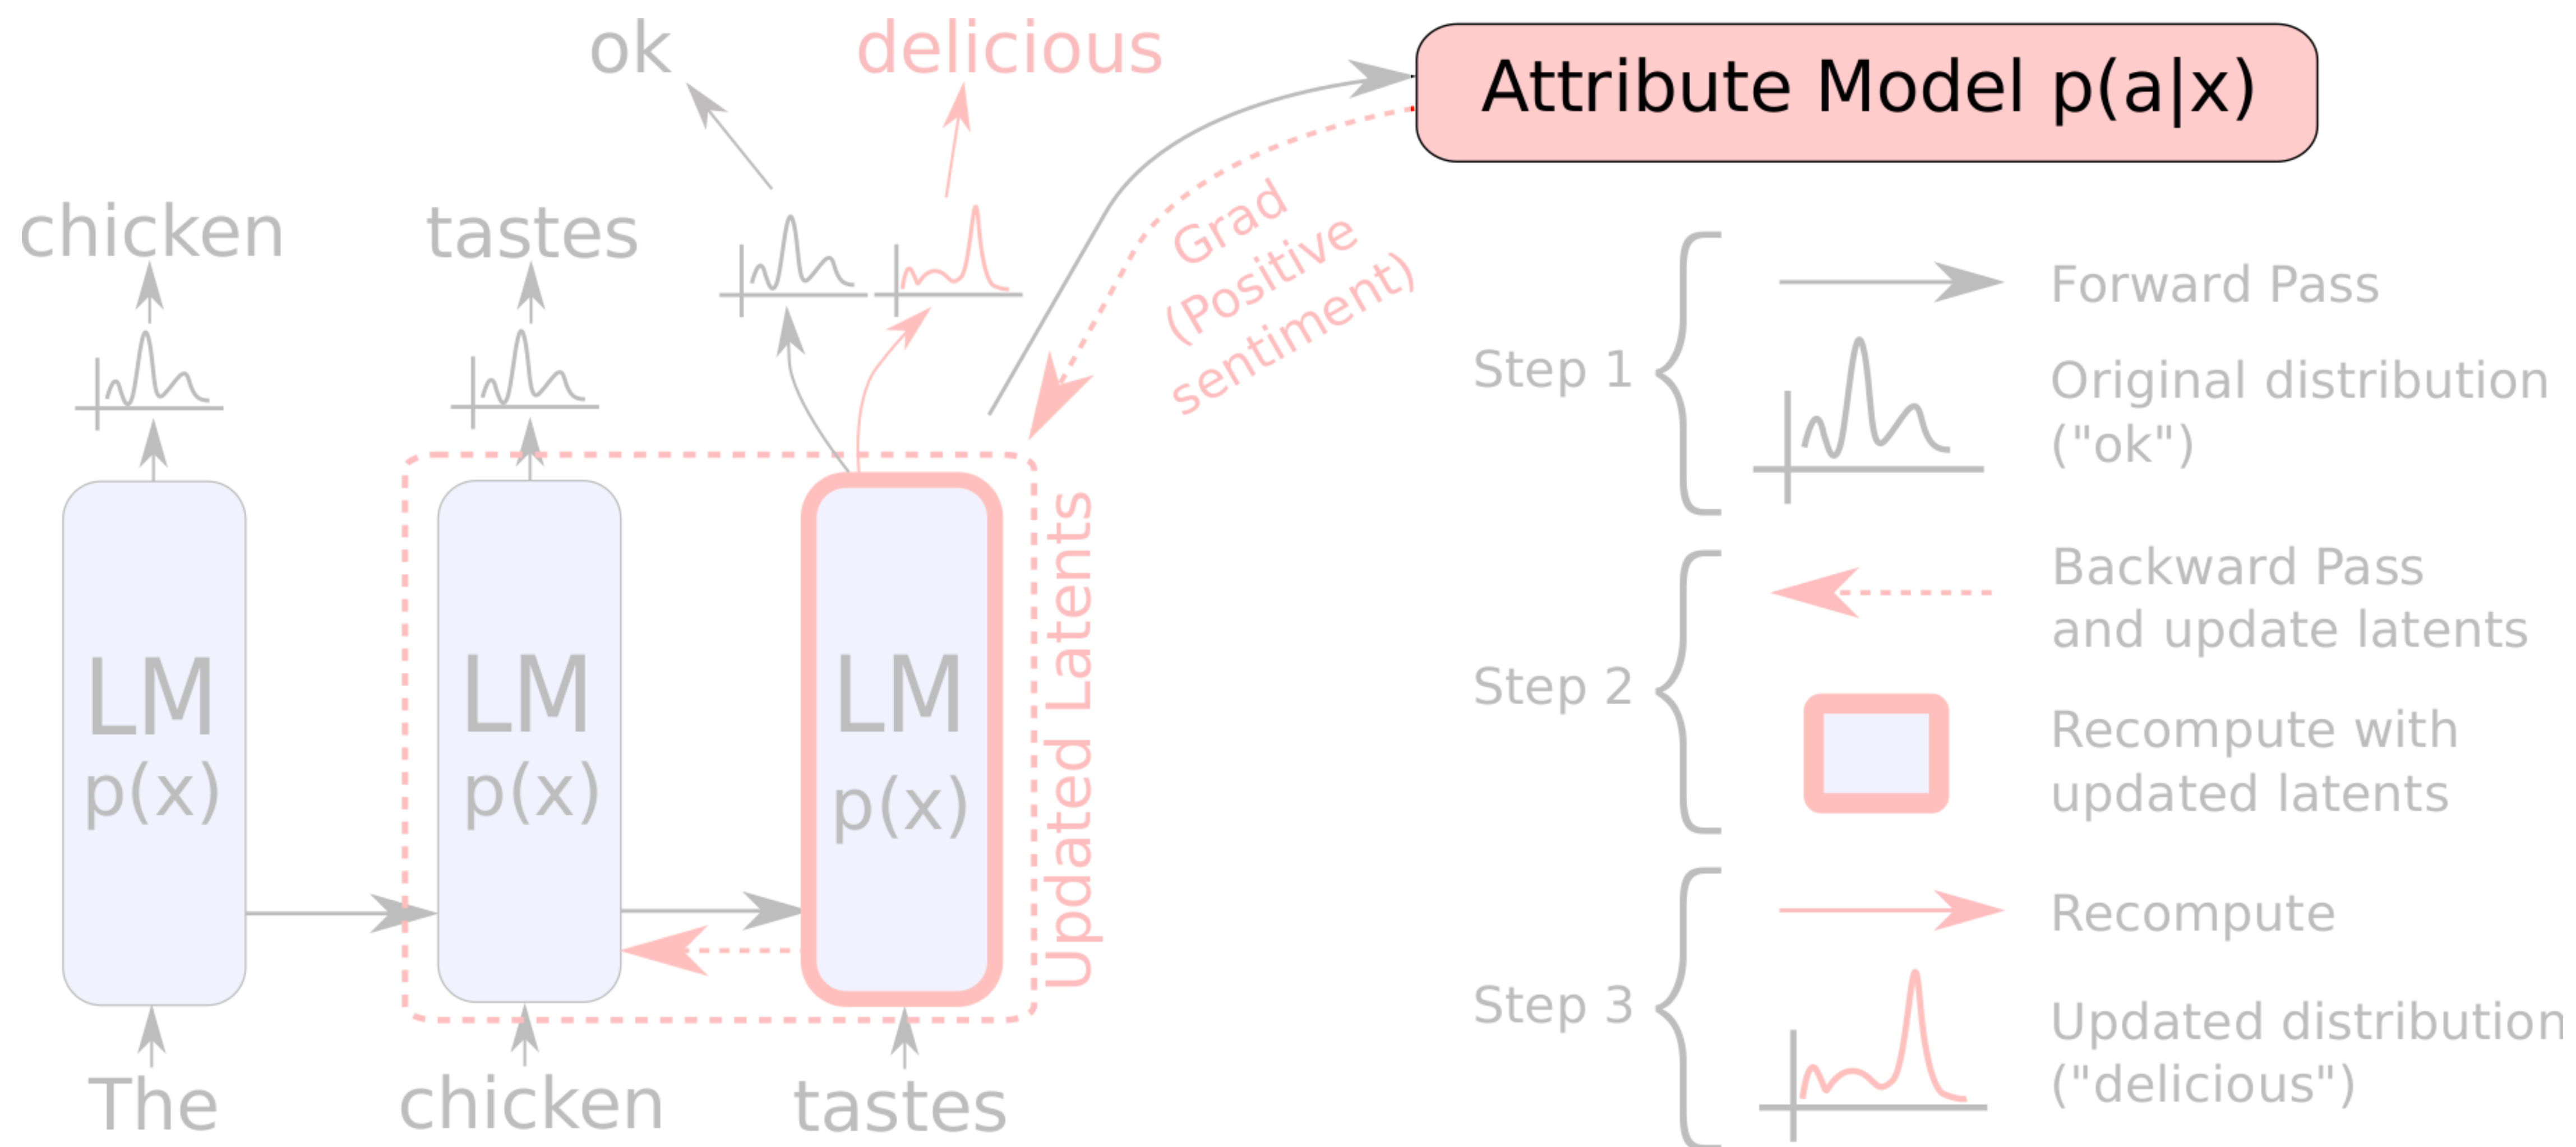 ok
delicious
Attribute Model p(a|x)
chicken
tastes
Grad
(Positive
sentiment)
LM
p(x)
LM
p(x)
LM
p(x)
Updated Latents
The
chicken
tastes
Step 1
Forward Pass
Original distribution
("ok")
Step 2
Backward Pass
and update latents
Recompute with
updated latents
Step 3
Recompute
Updated distribution
("delicious")